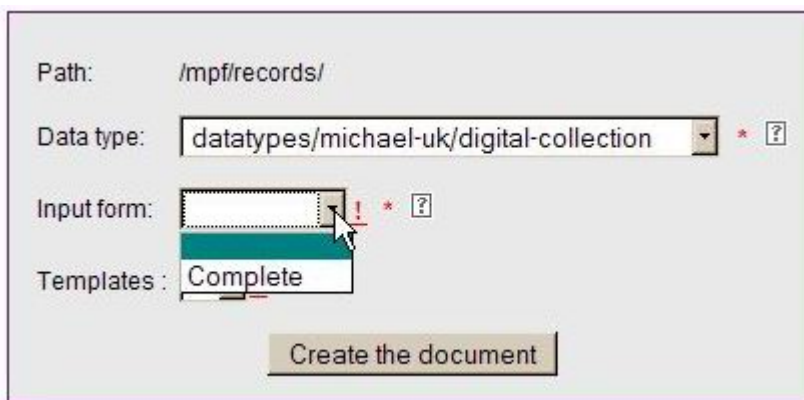 Path: /mpf/records/
Data type: datatypes/michael-uk/digital-collection * ?
Input form: ! * ?
Complete
Templates :
Create the document